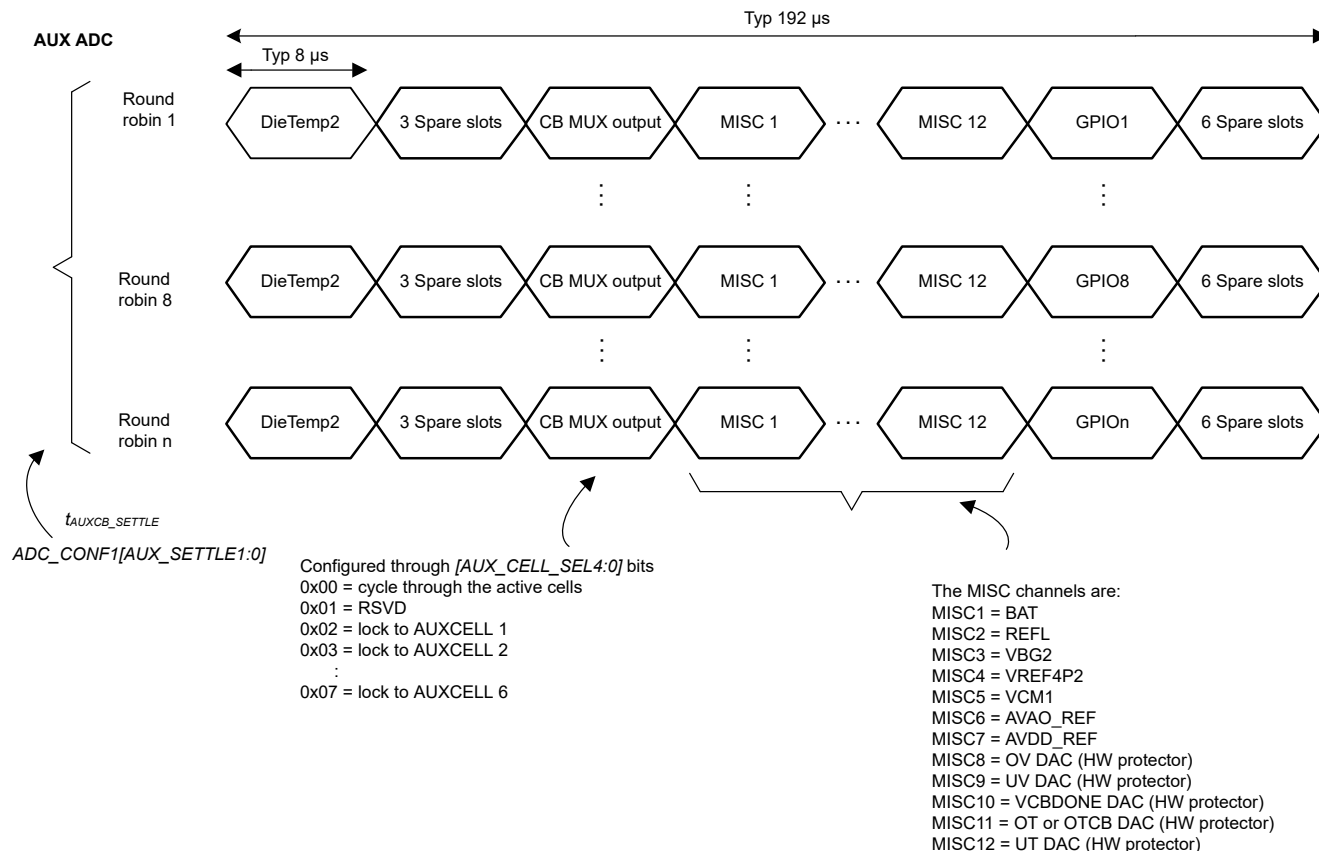 Typ 192 µs
AUX ADC
Typ 8 µs
Round
robin 1
DieTemp2
3 Spare slots
CB MUX output
MISC 1
· · ·
MISC 12
GPIO1
6 Spare slots
Round
robin 8
DieTemp2
3 Spare slots
CB MUX output
MISC 1
· · ·
MISC 12
GPIO8
6 Spare slots
Round
robin n
DieTemp2
3 Spare slots
CB MUX output
MISC 1
· · ·
MISC 12
GPIOn
6 Spare slots
tAUXCB_SETTLE
ADC_CONF1[AUX_SETTLE1:0]
Configured through [AUX_CELL_SEL4:0] bits
0x00 = cycle through the active cells
0x01 = RSVD
0x02 = lock to AUXCELL 1
0x03 = lock to AUXCELL 2
:
0x07 = lock to AUXCELL 6
The MISC channels are:
MISC1 = BAT
MISC2 = REFL
MISC3 = VBG2
MISC4 = VREF4P2
MISC5 = VCM1
MISC6 = AVAO_REF
MISC7 = AVDD_REF
MISC8 = OV DAC (HW protector)
MISC9 = UV DAC (HW protector)
MISC10 = VCBDONE DAC (HW protector)
MISC11 = OT or OTCB DAC (HW protector)
MISC12 = UT DAC (HW protector)